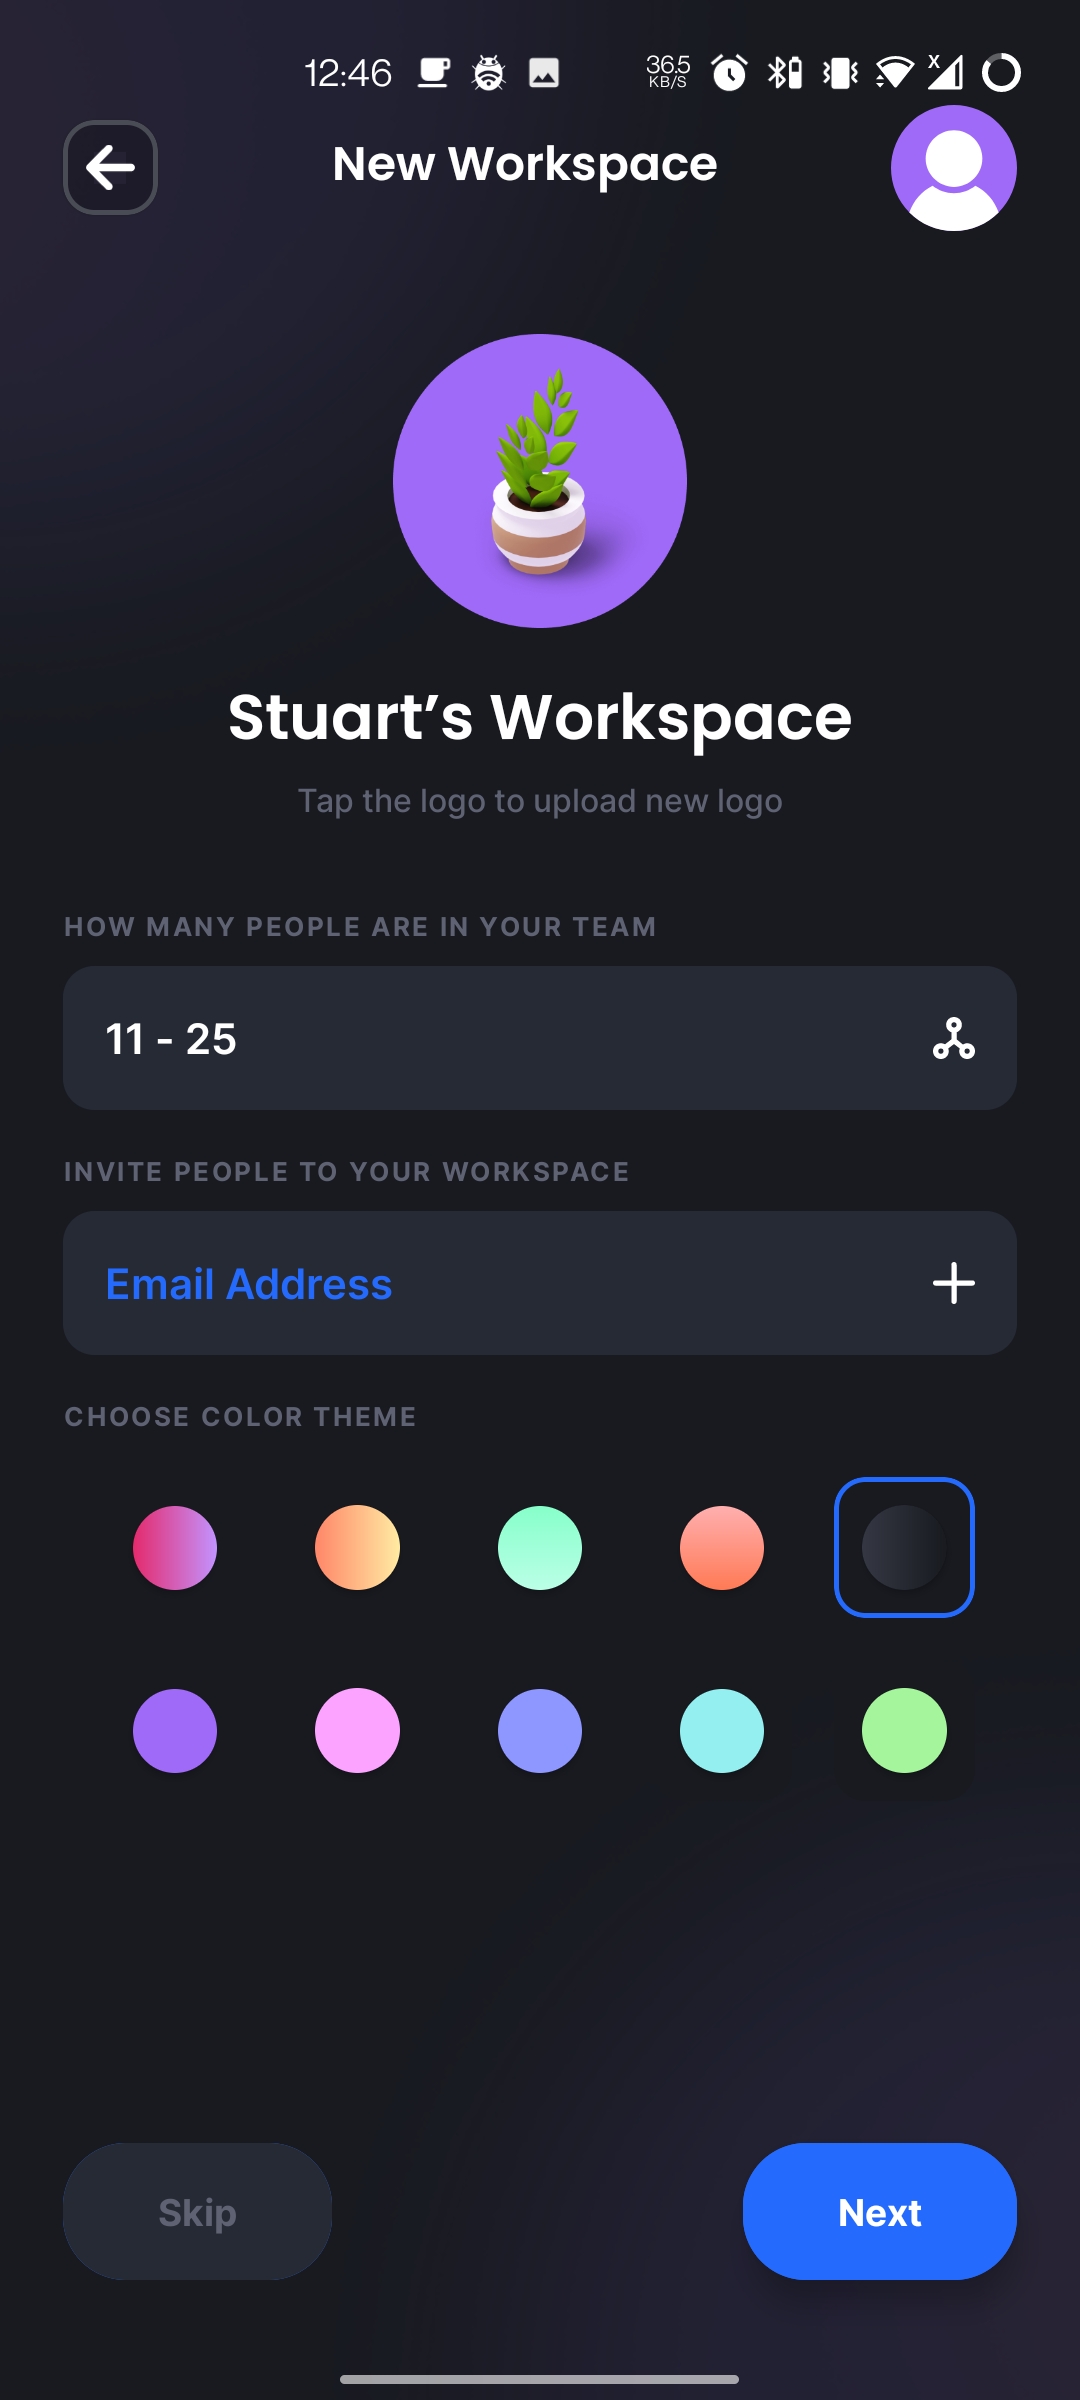 12:46
36.5
KB/S
X
New Workspace
Stuart’s Workspace
Tap the logo to upload new logo
HOW MANY PEOPLE ARE IN YOUR TEAM
11 - 25
INVITE PEOPLE TO YOUR WORKSPACE
Email Address
CHOOSE COLOR THEME
Skip
Next